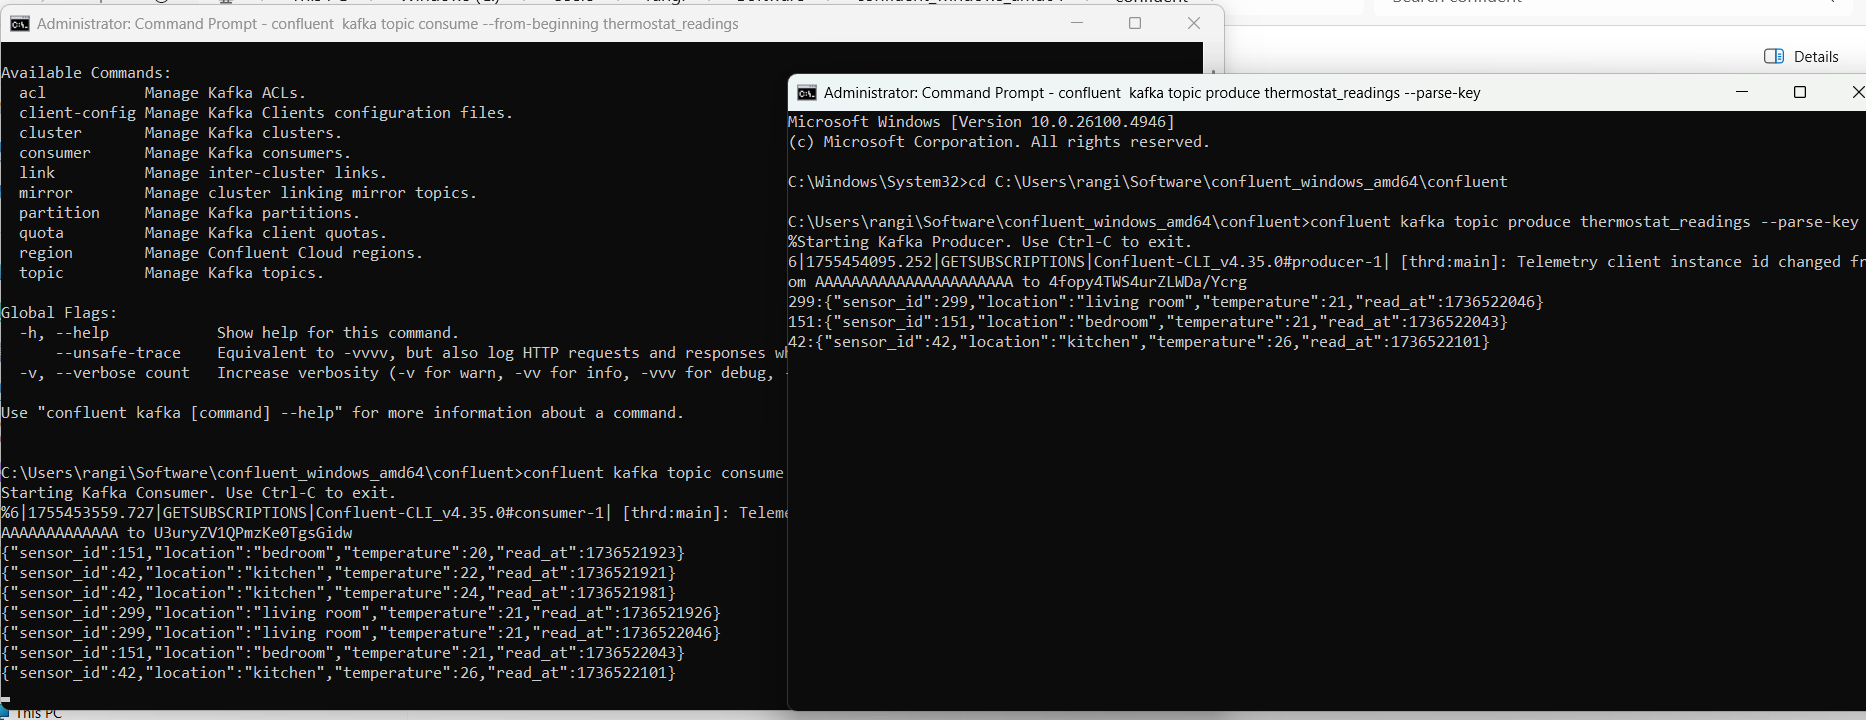 Administrator: Command Prompt - confluent  kafka topic consume --from-beginning thermostat_readings
Details
Available Commands:
  acl           Manage Kafka ACLs.
  client-config Manage Kafka Clients configuration files.
  cluster       Manage Kafka clusters.
  consumer      Manage Kafka consumers.
  link          Manage inter-cluster links.
  mirror        Manage cluster linking mirror topics.
  partition     Manage Kafka partitions.
  quota         Manage Kafka client quotas.
  region        Manage Confluent Cloud regions.
  topic         Manage Kafka topics.
Global Flags:
  -h, --help            Show help for this command.
      --unsafe-trace    Equivalent to -vvvv, but also log HTTP requests and responses
  -v, --verbose count   Increase verbosity (-v for warn, -vv for info, -vvv for debug,
Use "confluent kafka [command] --help" for more information about a command.
C:\Users\rangi\Software\confluent_windows_amd64\confluent>confluent kafka topic consume
Starting Kafka Consumer. Use Ctrl-C to exit.
%6|1755453559.727|GETSUBSCRIPTIONS|Confluent-CLI_v4.35.0#consumer-1| [thrd:main]: Teleme
AAAAAAAAAAAAA to U3uryZV1QPmzKe0TgsGidw
{"sensor_id":151,"location":"bedroom","temperature":20,"read_at":1736521923}
{"sensor_id":42,"location":"kitchen","temperature":22,"read_at":1736521921}
{"sensor_id":42,"location":"kitchen","temperature":24,"read_at":1736521981}
{"sensor_id":299,"location":"living room","temperature":21,"read_at":1736521926}
{"sensor_id":299,"location":"living room","temperature":21,"read_at":1736522046}
{"sensor_id":151,"location":"bedroom","temperature":21,"read_at":1736522043}
{"sensor_id":42,"location":"kitchen","temperature":26,"read_at":1736522101}
This PC
Administrator: Command Prompt - confluent  kafka topic produce thermostat_readings --parse-key
Microsoft Windows [Version 10.0.26100.4946]
(c) Microsoft Corporation. All rights reserved.
C:\Windows\System32>cd C:\Users\rangi\Software\confluent_windows_amd64\confluent
C:\Users\rangi\Software\confluent_windows_amd64\confluent>confluent kafka topic produce thermostat_readings --parse-key
%Starting Kafka Producer. Use Ctrl-C to exit.
6|1755454095.252|GETSUBSCRIPTIONS|Confluent-CLI_v4.35.0#producer-1| [thrd:main]: Telemetry client instance id changed fr
om AAAAAAAAAAAAAAAAAAAAAA to 4fopy4TWS4urZLWDa/Ycrg
299:{"sensor_id":299,"location":"living room","temperature":21,"read_at":1736522046}
151:{"sensor_id":151,"location":"bedroom","temperature":21,"read_at":1736522043}
42:{"sensor_id":42,"location":"kitchen","temperature":26,"read_at":1736522101}